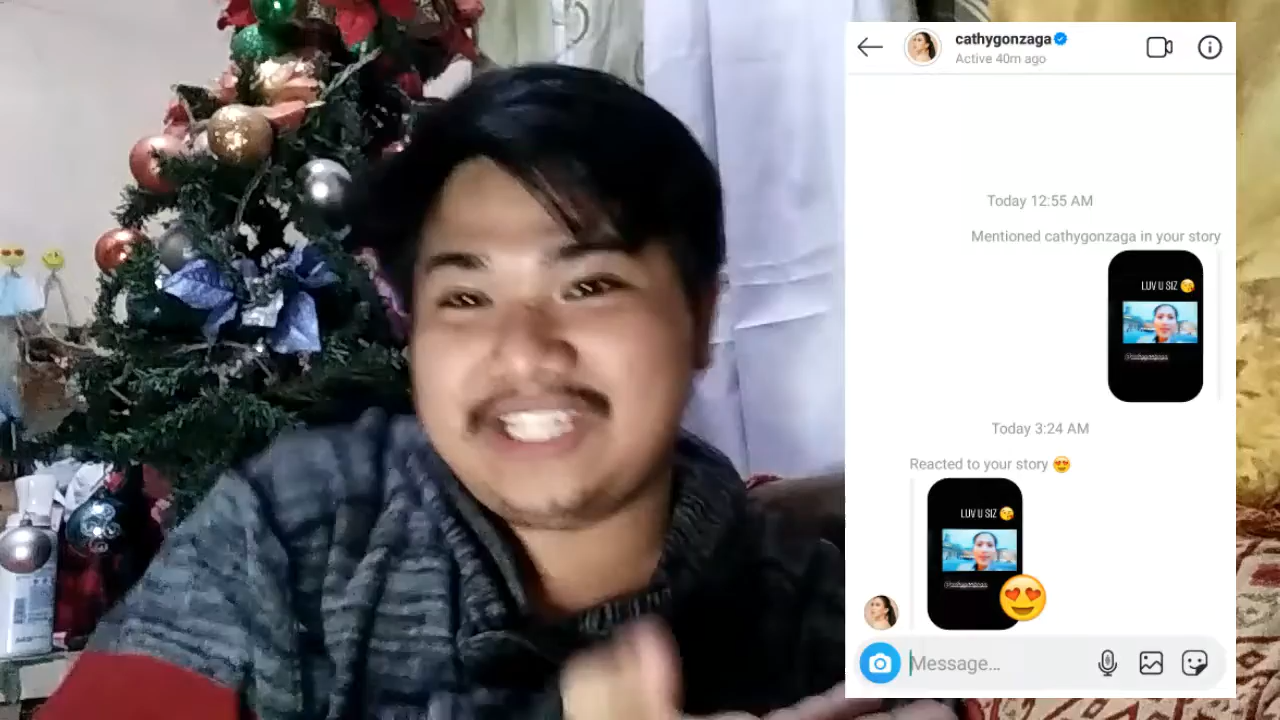 cathygonzaga
Active 40m ago
Today 12:55 AM
Mentioned cathygonzaga in your story
LUV U SIZ
Today 3:24 AM
Reacted to your story
LUV U SIZ
Message...